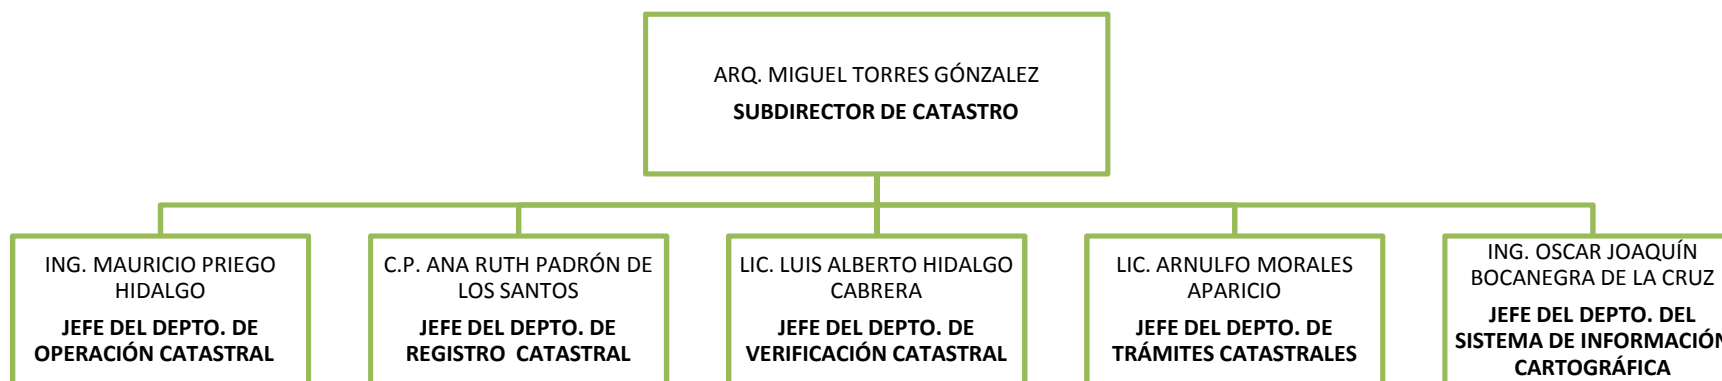 ARQ. MIGUEL TORRES GÓNZALEZ
SUBDIRECTOR DE CATASTRO
ING. MAURICIO PRIEGO
HIDALGO
JEFE DEL DEPTO. DE
OPERACIÓN CATASTRAL
C.P. ANA RUTH PADRÓN DE
LOS SANTOS
JEFE DEL DEPTO. DE
REGISTRO  CATASTRAL
LIC. LUIS ALBERTO HIDALGO
CABRERA
JEFE DEL DEPTO. DE
VERIFICACIÓN CATASTRAL
LIC. ARNULFO MORALES
APARICIO
JEFE DEL DEPTO. DE
TRÁMITES CATASTRALES
ING. OSCAR JOAQUÍN
BOCANEGRA DE LA CRUZ
JEFE DEL DEPTO. DEL
SISTEMA DE INFORMACIÓN
CARTOGRÁFICA